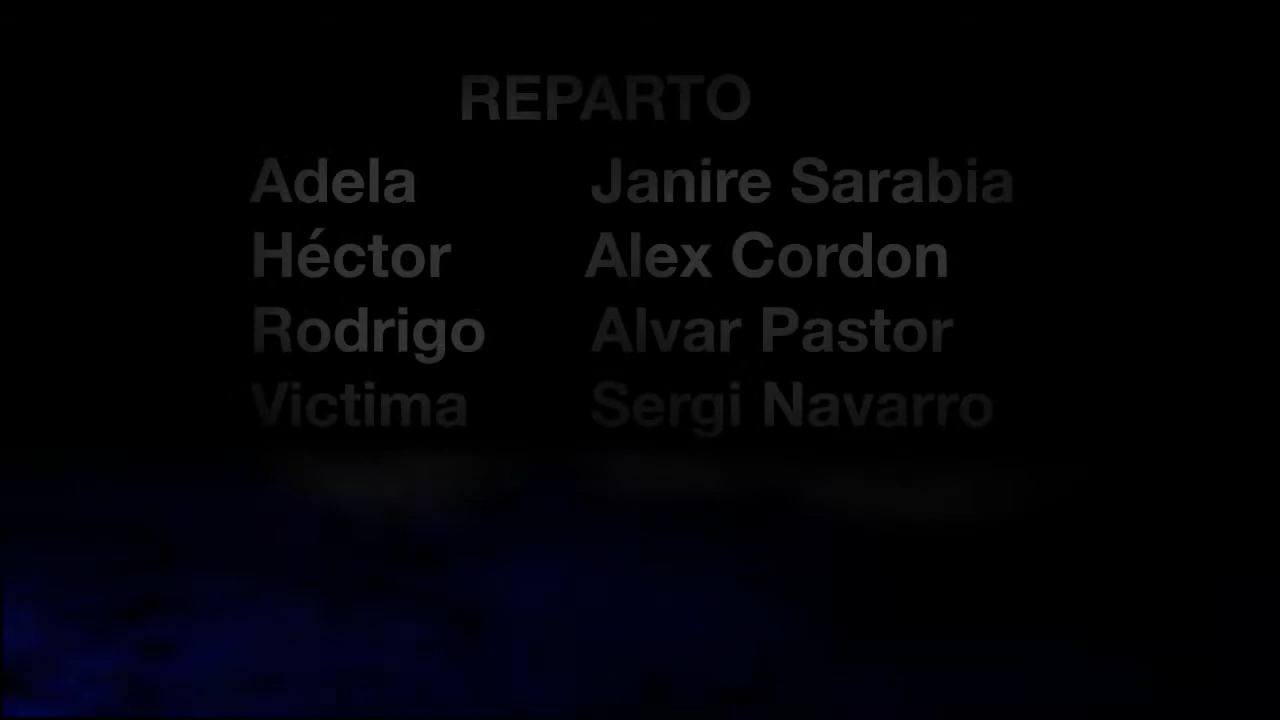 REPARTO
Adela Janire Sarabia
Héctor Alex Cordon
Rodrigo Alvar Pastor
Victima Sergi Navarro